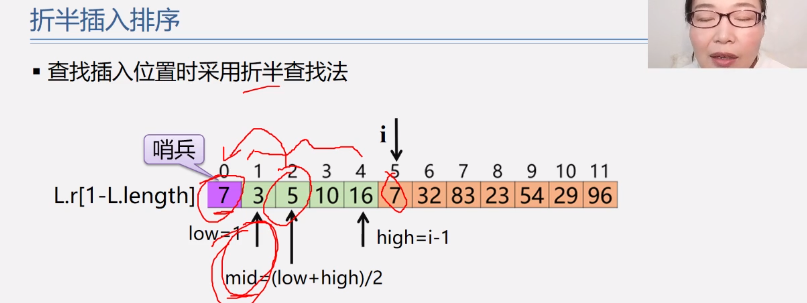 折半插入排序
▪ 查找插入位置时采用折半查找法
i
哨兵
0 1 2 3 4 5 6 7 8 9 10 11
L.r[1-L.length] 7 3 5 10 16 7 32 83 23 54 29 96
low=1
high=i-1
mid=(low+high)/2